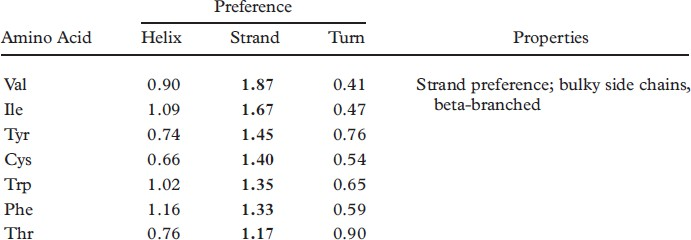 Preference
Amino Acid Helix Strand Turn Properties
Val 0.90 1.87 0.41 Strand preference; bulky side chains,
Ile 1.09 1.67 0.47 beta-branched
Tyr 0.74 1.45 0.76
Cys 0.66 1.40 0.54
Trp 1.02 1.35 0.65
Phe 1.16 1.33 0.59
Thr 0.76 1.17 0.90